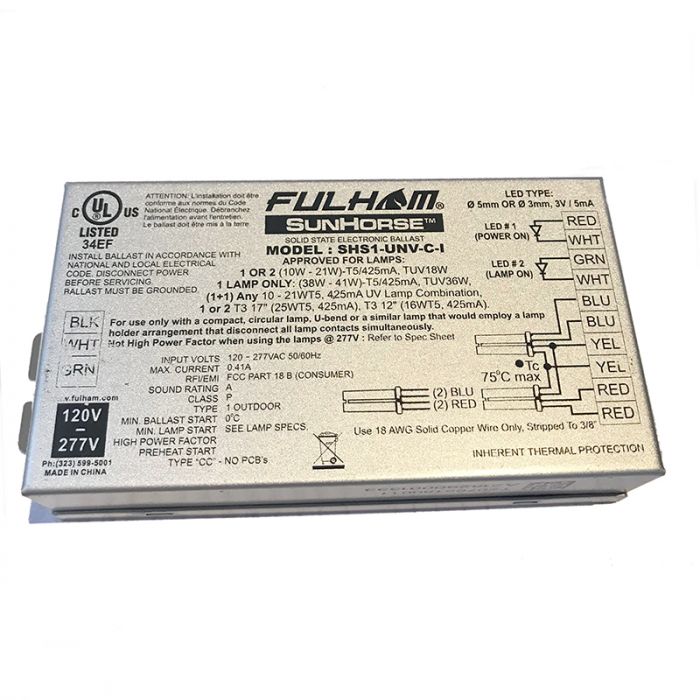 C UL US
LISTED
34EF
ATTENTION: L'installation doit être
conforme aux normes du Code
National Électrique. Débranchez
l'alimentation avant l'entretien.
Le ballast doit être mis à terre.
FULHAM®
SUNHORSE™
SOLID STATE ELECTRONIC BALLAST
MODEL : SHS1-UNV-C-I
INSTALL BALLAST IN ACCORDANCE WITH
NATIONAL AND LOCAL ELECTRICAL
CODE. DISCONNECT POWER
BEFORE SERVICING.
BALLAST MUST BE GROUNDED.
APPROVED FOR LAMPS:
1 OR 2 (10W - 21W)-T5/425mA, TUV18W
1 LAMP ONLY: (38W - 41W)-T5/425mA, TUV36W,
(1+1) Any 10 - 21WT5, 425mA UV Lamp Combination,
1 or 2 T3 17" (25WT5, 425mA), T3 12" (16WT5, 425mA).
For use only with a compact, circular lamp. U-bend or a similar lamp that would employ a lamp
holder arrangement that disconnect all lamp contacts simultaneously.
Not High Power Factor when using the lamps @ 277V : Refer to Spec Sheet
BLK
WHT
GRN
v.fulham.com
120V
–
277V
Ph:(323) 599-5001
MADE IN CHINA
INPUT VOLTS 120 – 277VAC 50/60Hz
MAX. CURRENT 0.41A
RFI/EMI FCC PART 18 B (CONSUMER)
SOUND RATING A
CLASS P
TYPE 1 OUTDOOR
MIN. BALLAST START 0°C
MIN. LAMP START SEE LAMP SPECS.
HIGH POWER FACTOR
PREHEAT START
TYPE "CC" - NO PCB's
LED TYPE:
Ø 5mm OR Ø 3mm, 3V / 5mA
LED # 1
(POWER ON)
RED
WHT
LED # 2
(LAMP ON)
GRN
WHT
BLU
BLU
YEL
Tc
75°C max
YEL
(2) BLU
(2) RED
RED
RED
Use 18 AWG Solid Copper Wire Only, Stripped To 3/8"
INHERENT THERMAL PROTECTION